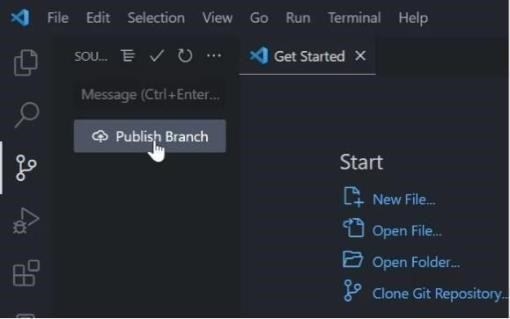 File Edit Selection View Go Run Terminal Help
SOU...
Get Started
Message (Ctrl+Enter...
Publish Branch
Start
New File...
Open File...
Open Folder...
Clone Git Repository...